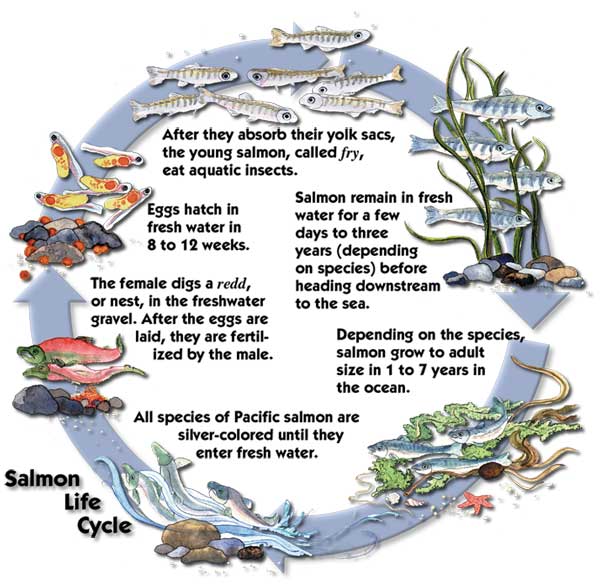 After they absorb their yolk sacs,
the young salmon, called fry,
eat aquatic insects.
Eggs hatch in
fresh water in
8 to 12 weeks.
Salmon remain in fresh
water for a few
days to three
years (depending
on species) before
heading downstream
to the sea.
The female digs a redd,
or nest, in the freshwater
gravel. After the eggs are
laid, they are fertil-
ized by the male.
Depending on the species,
salmon grow to adult
size in 1 to 7 years in
the ocean.
All species of Pacific salmon are
silver-colored until they
enter fresh water.
Salmon
Life
Cycle